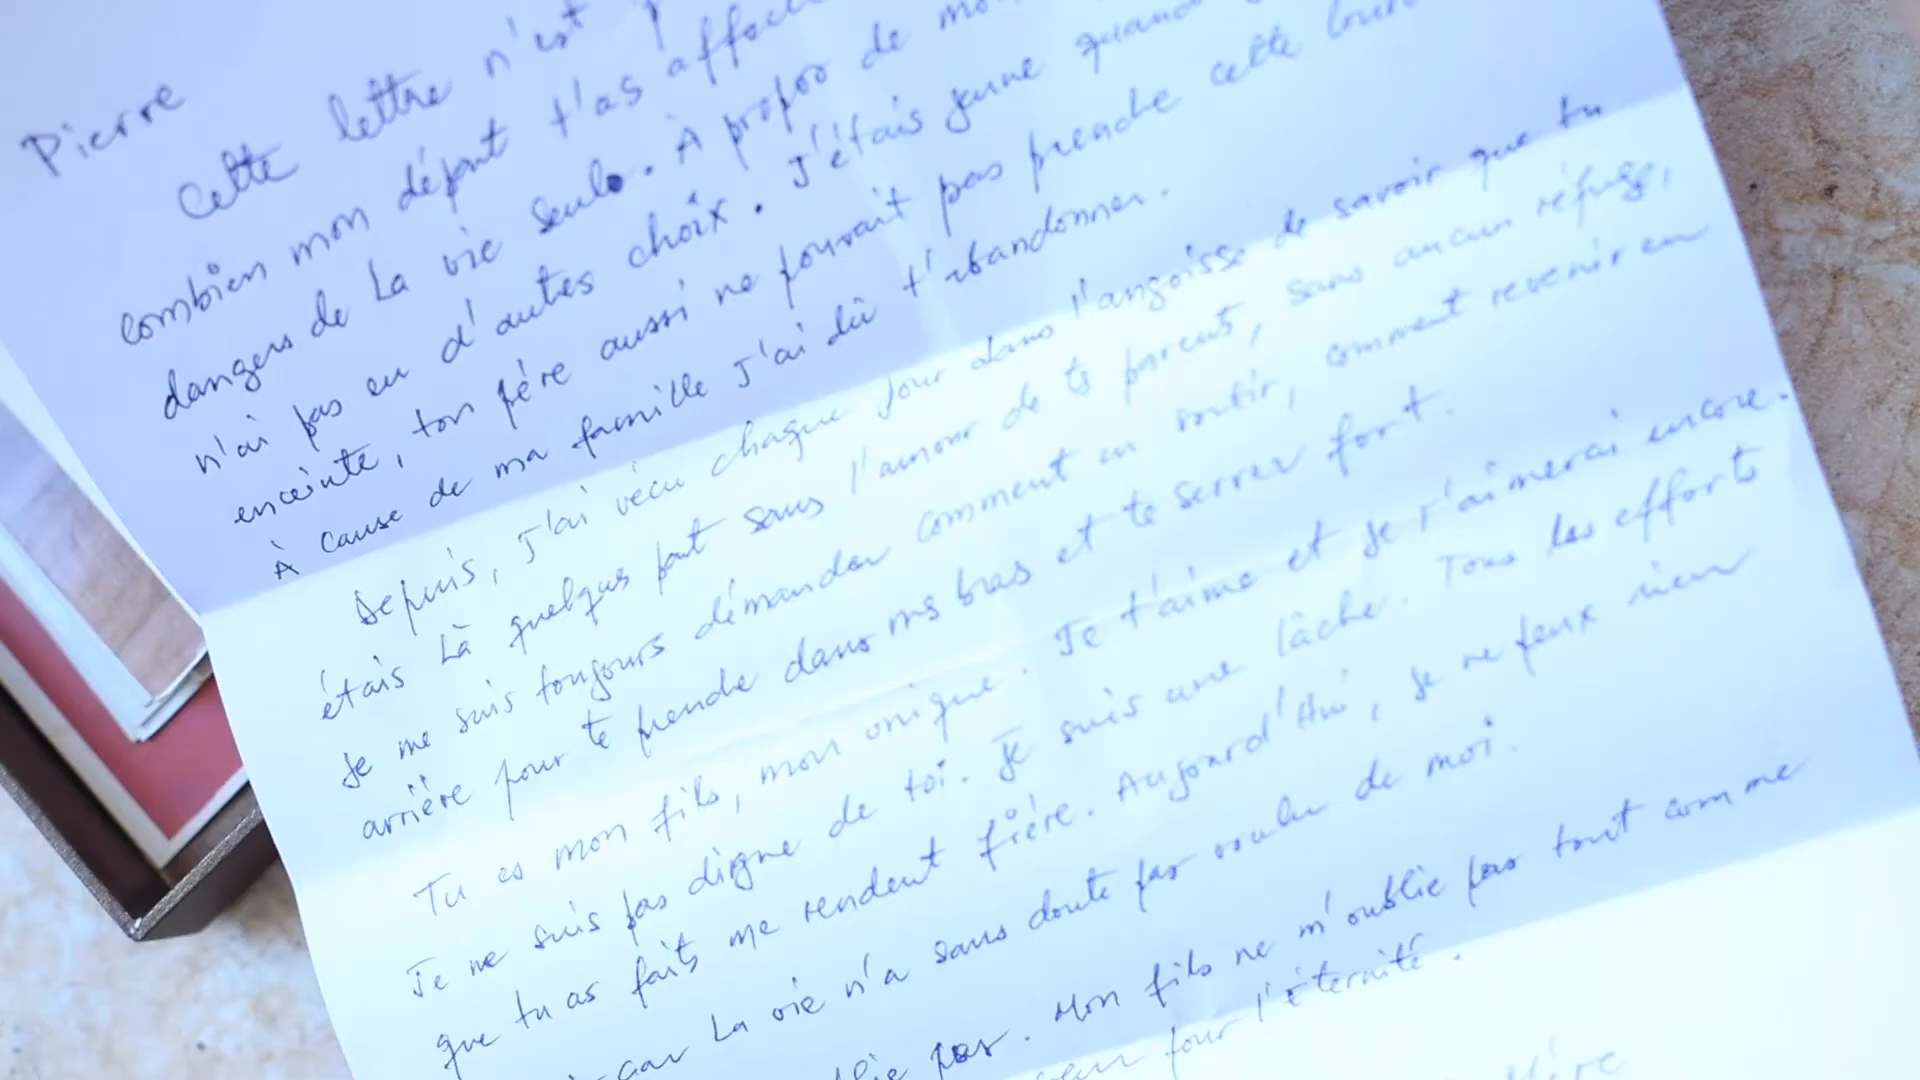 Pierre
Cette lettre n'est
combien mon départ t'as affecté
dangers de La vie seule. À propos de mon
n'ai pas eu d'autres choix. J'étais jeune quand
enceinte, ton père aussi ne pouvait pas prendre cette
À cause de ma famille J'ai dû t'abandonner.
Depuis, J'ai vécu chaque jour dans l'angoisse de savoir que tu
étais Là quelques part sans l'amour de ts parents, sans aucun réfuge,
Je me suis toujours démander comment en sortir, comment revenir en
arrière pour te prendre dans ms bras et te serrer fort.
Tu es mon fils, mon unique. Je t'aime et Je t'aimerai encore.
Je ne suis pas digne de toi. Je suis une lâche. Tous les efforts
que tu as faits me rendent fière. Aujourd'Hui, Je ne peux rien
car La vie n'a sans doute pas voulu de moi.
pas. Mon fils ne m'oublie pas tout comme
pour l'éternité.
Mère